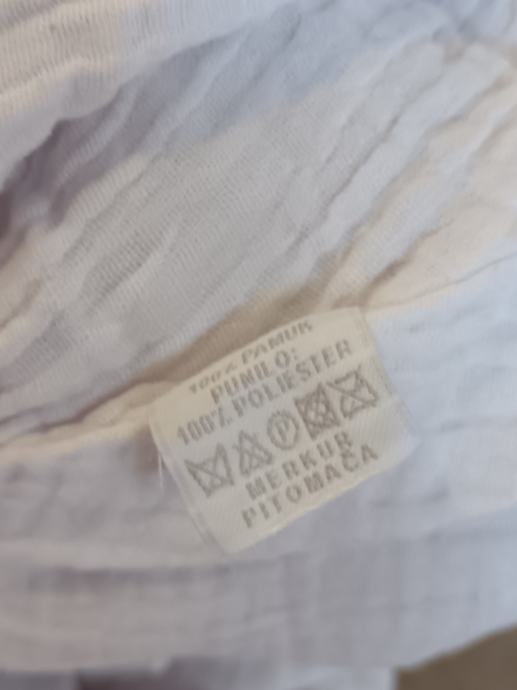 100% PAMUK
PUNILO:
100% POLIESTER
P
MERKUR
PITOMAČA